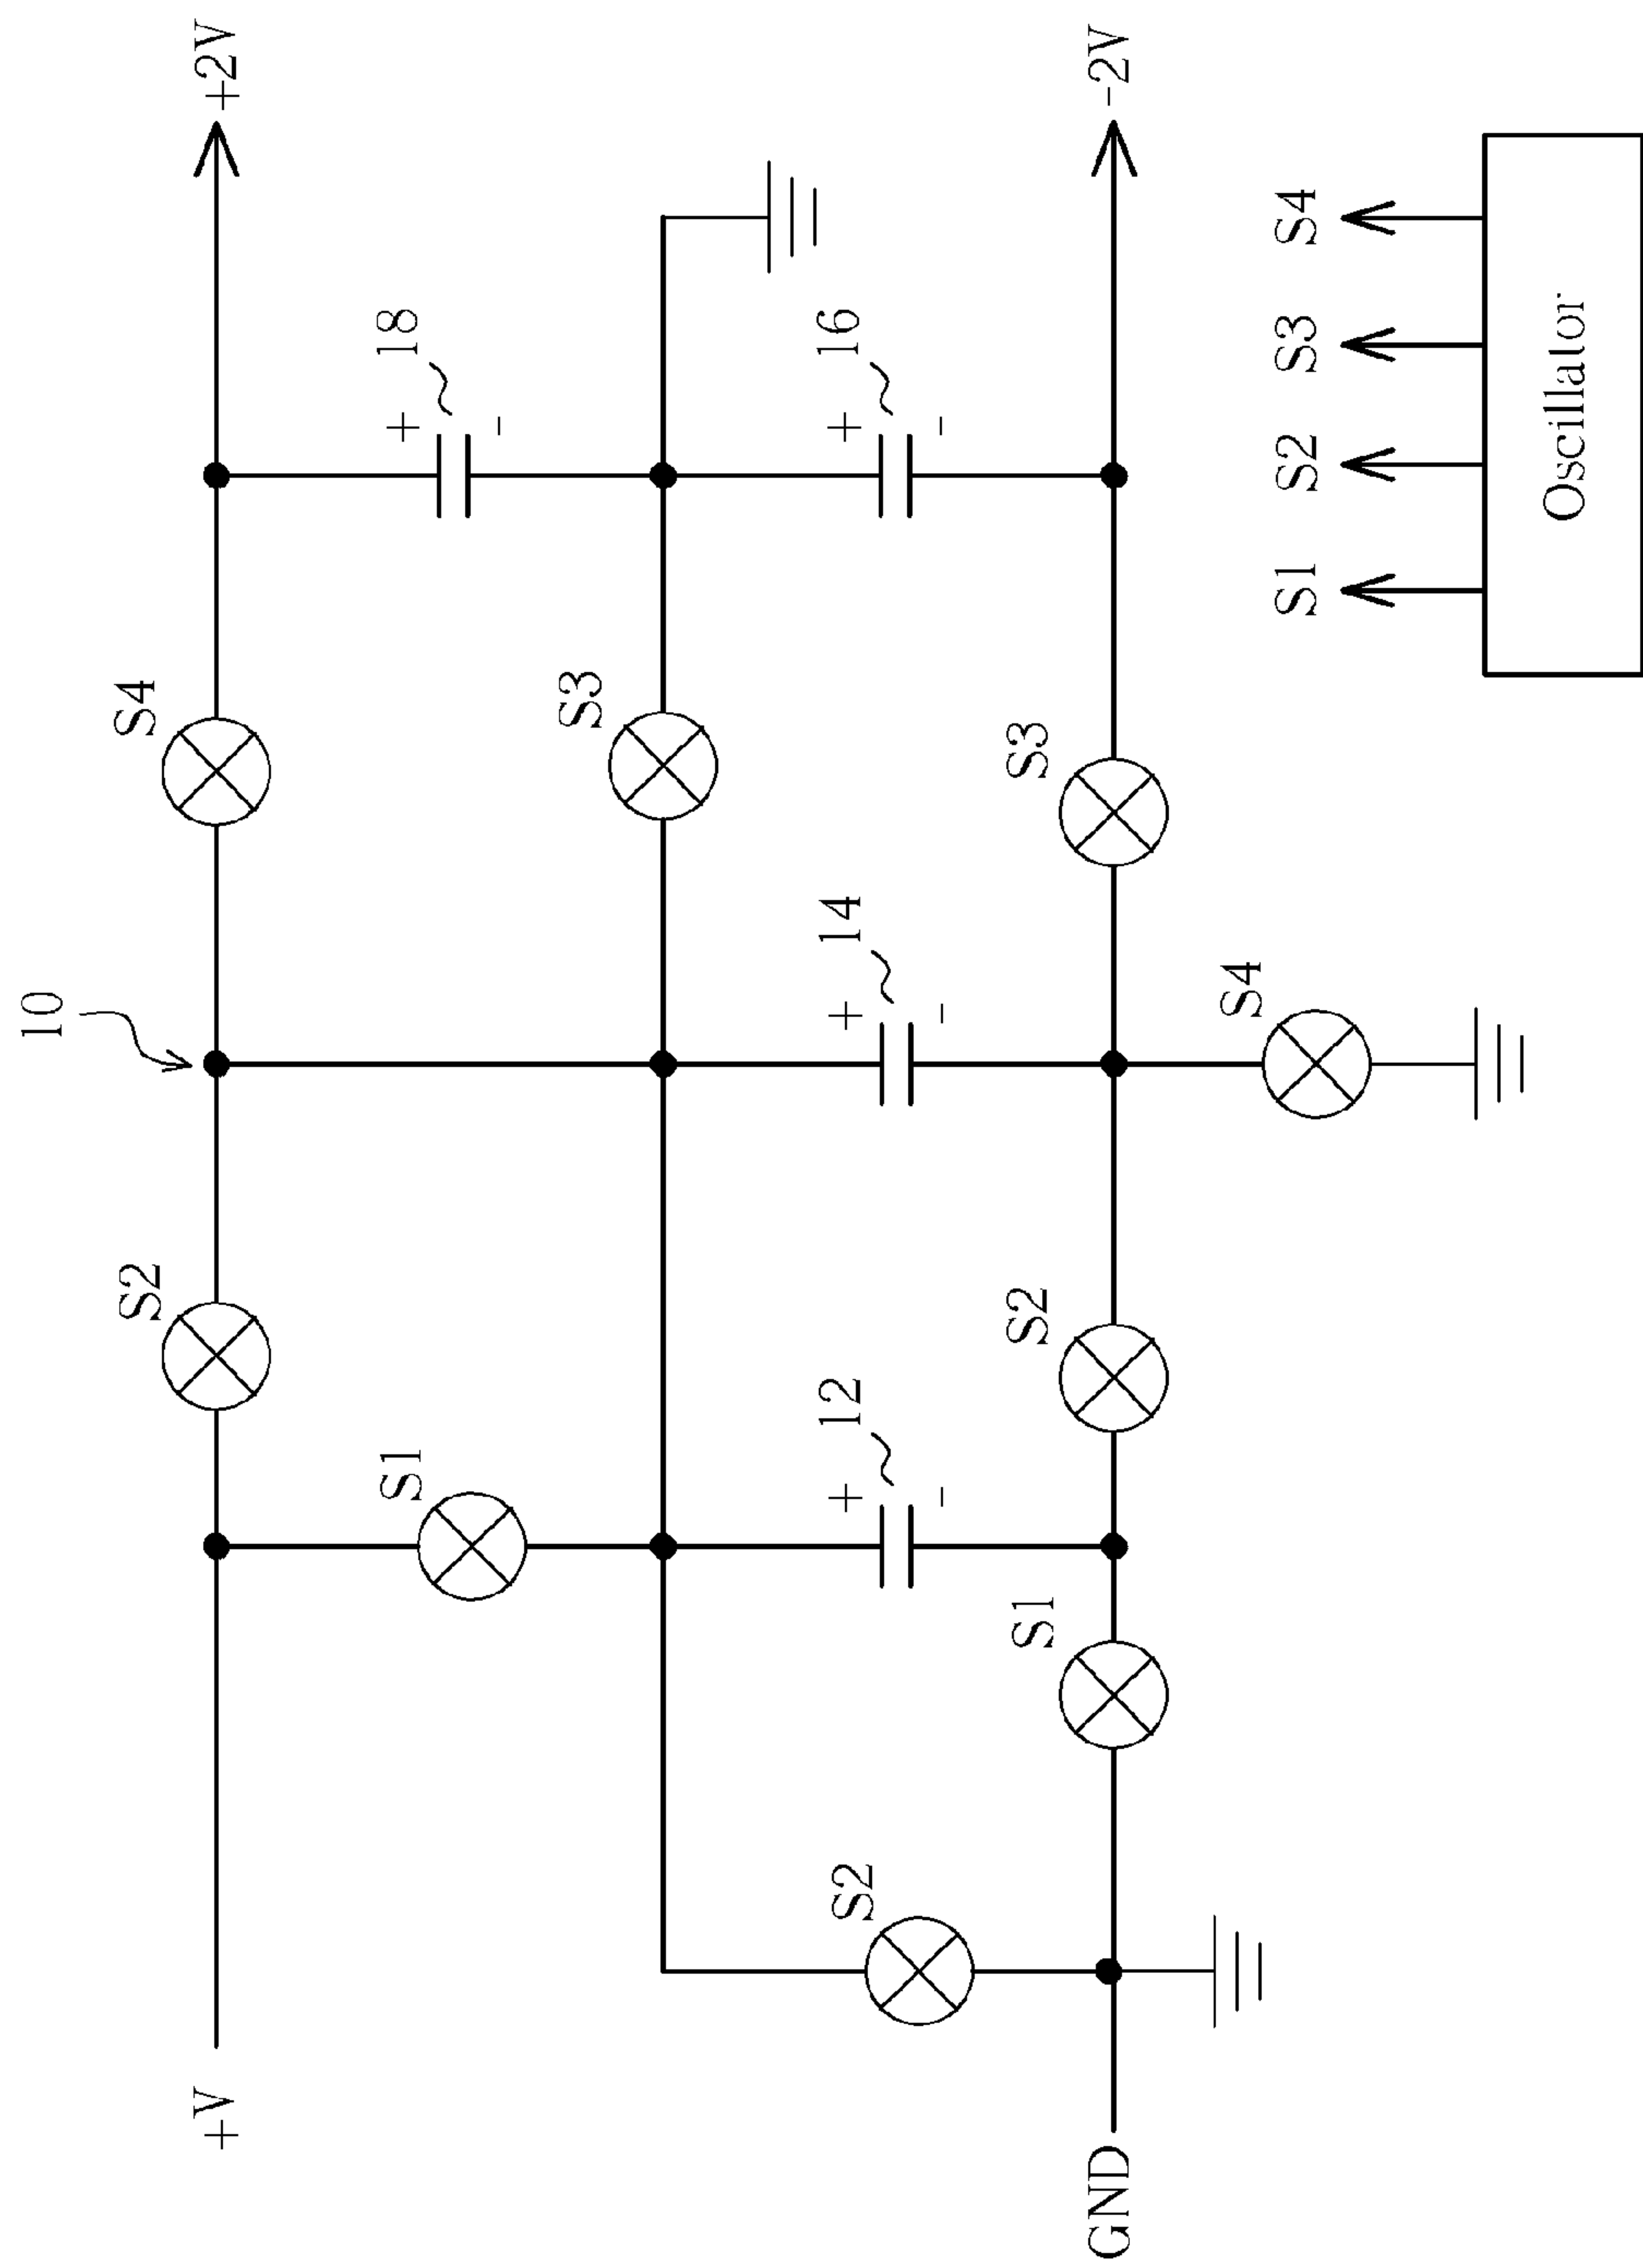 10
S2
S4
+V
+2V
S1
18
+
-
S3
S2
12
+
-
14
+
-
16
+
-
S1
S2
S3
GND
-2V
S4
S1
S2
S3
S4
Oscillator